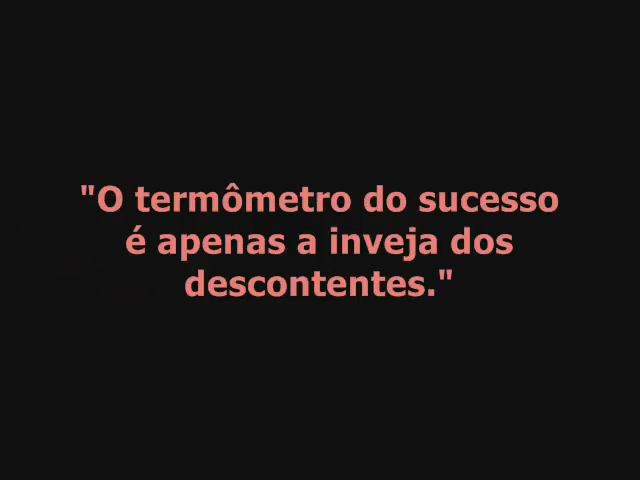 "O termômetro do sucesso
é apenas a inveja dos
descontentes."